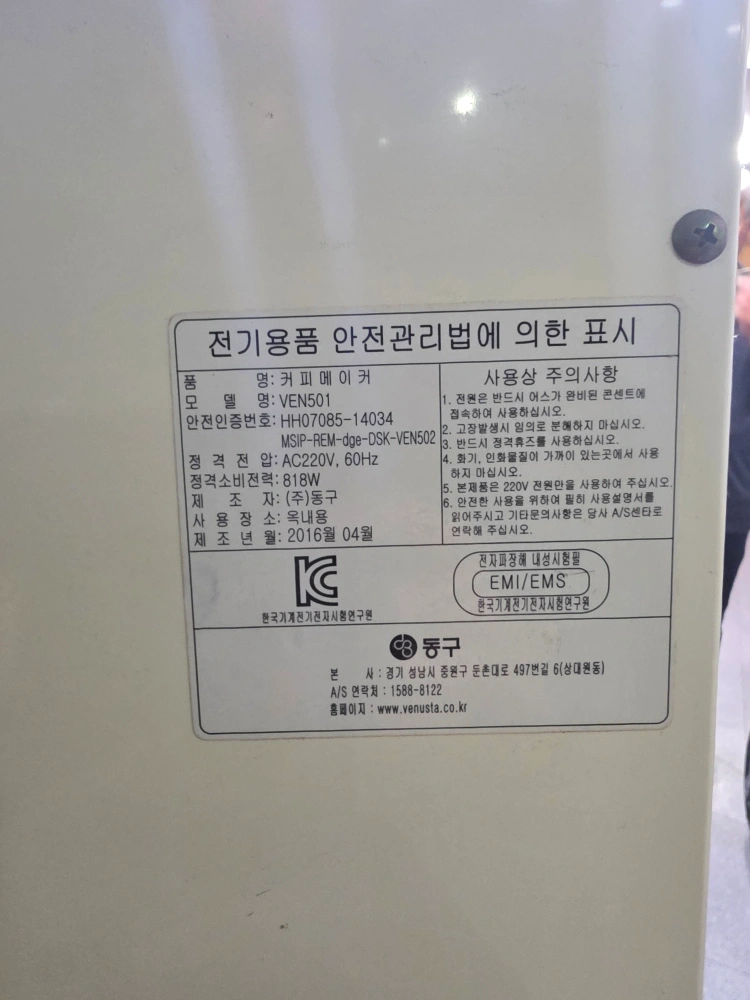 전기용품 안전관리법에 의한 표시
품 명: 커피메이커
모 델 명: VEN501
안전인증번호: HH07085-14034
MSIP-REM-dge-DSK-VEN502
정 격 전 압: AC220V, 60Hz
정격소비전력: 818W
제 조 자: (주)동구
사 용 장 소: 옥내용
제 조 년 월: 2016월 04월
사용상 주의사항
1. 전원은 반드시 어스가 완비된 콘센트에
접속하여 사용하십시오.
2. 고장발생시 임의로 분해하지 마십시오.
3. 반드시 정격휴즈를 사용하십시오.
4. 화기, 인화물질이 가까이 있는곳에서 사용
하지 마십시오.
5. 본제품은 220V 전원만을 사용하여 주십시오.
6. 안전한 사용을 위하여 필히 사용설명서를
읽어주시고 기타문의사항은 당사 A/S센타로
연락해 주십시오.
KC
한국기계전기전자시험연구원
전자파장해 내성시험필
EMI/EMS
한국기계전기전자시험연구원
동구
본 사 : 경기 성남시 중원구 둔촌대로 497번길 6(상대원동)
A/S 연락처 : 1588-8122
홈페이지 : www.venusta.co.kr